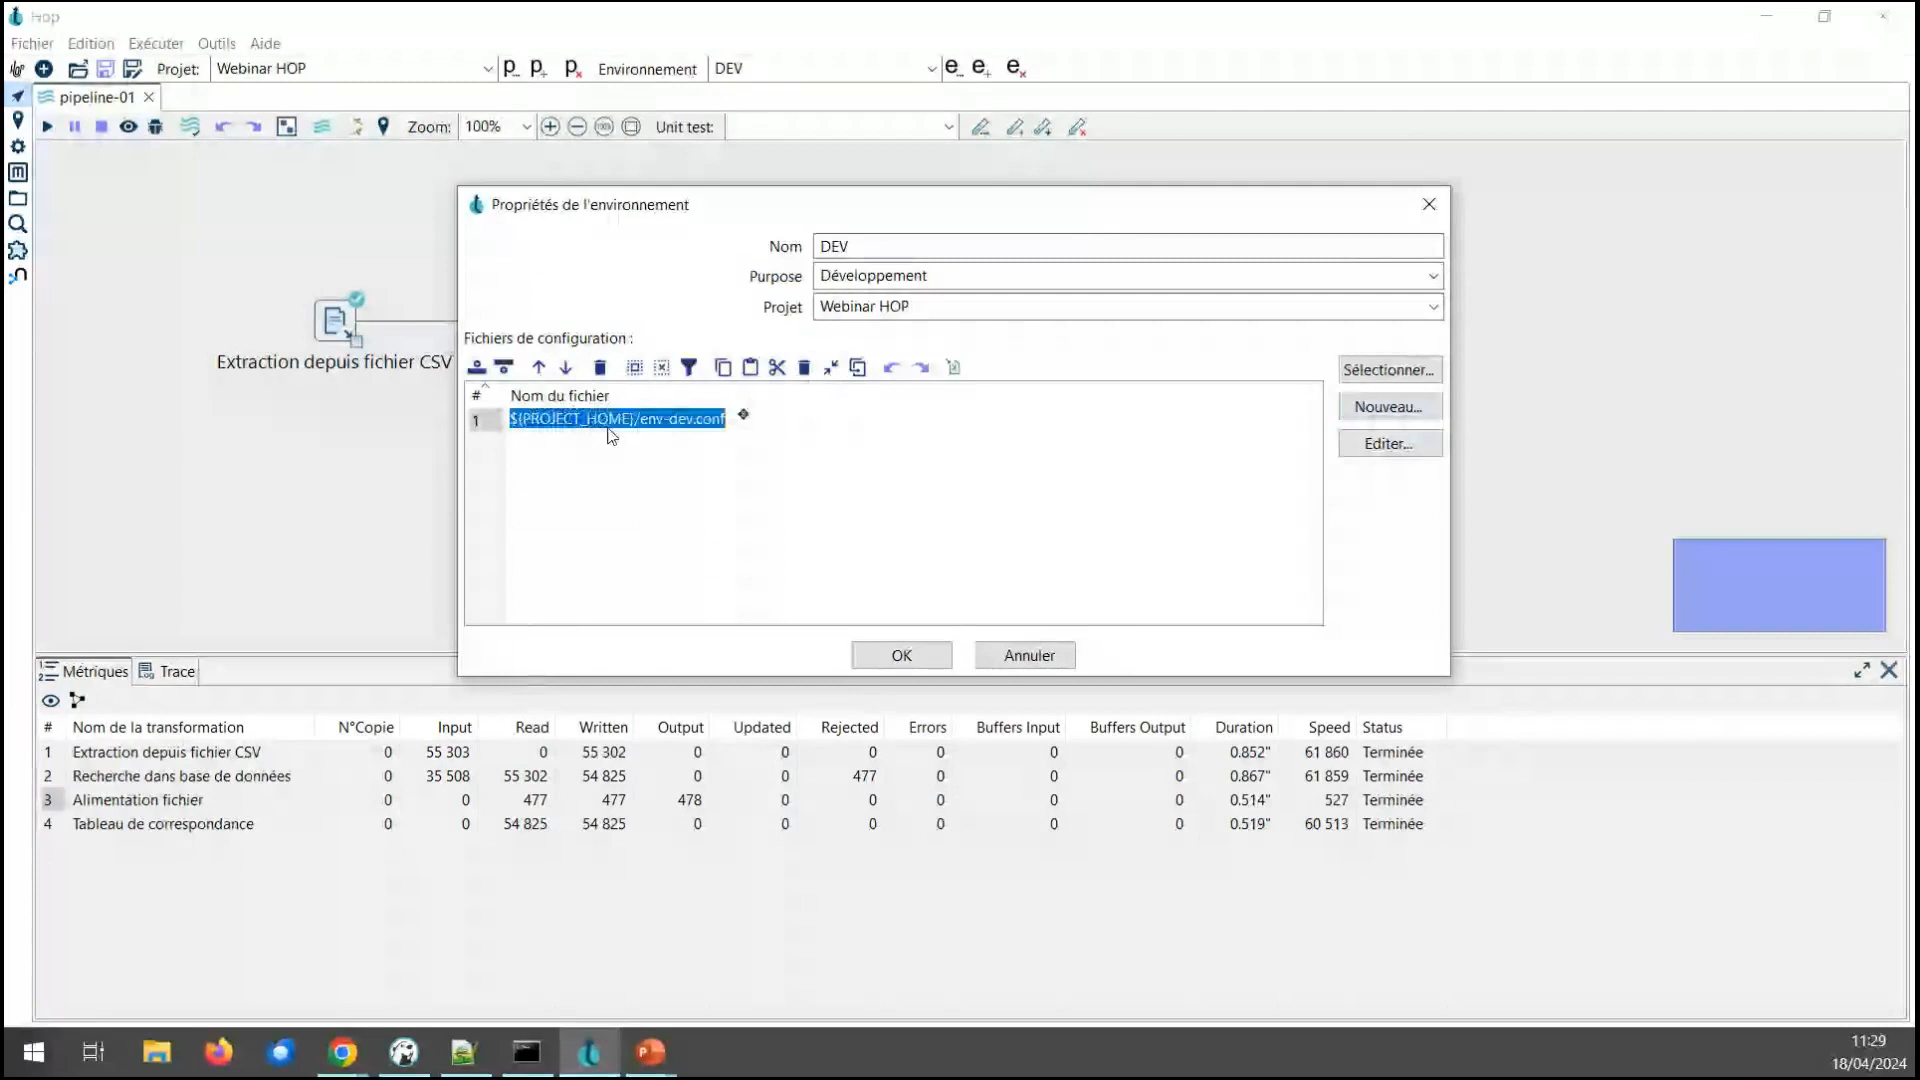 Hop
Fichier Edition Exécuter Outils Aide
Projet: Webinar HOP Environnement DEV
pipeline-01
Zoom: 100% Unit test:
Extraction depuis fichier CSV
Propriétés de l'environnement
Nom DEV
Purpose Développement
Projet Webinar HOP
Fichiers de configuration :
# Nom du fichier
1 ${PROJECT_HOME}/env-dev.conf
Sélectionner...
Nouveau...
Editer...
OK Annuler
Métriques Trace
# Nom de la transformation N°Copie Input Read Written Output Updated Rejected Errors Buffers Input Buffers Output Duration Speed Status
1 Extraction depuis fichier CSV 0 55 303 0 55 302 0 0 0 0 0 0 0.852" 61 860 Terminée
2 Recherche dans base de données 0 35 508 55 302 54 825 0 0 477 0 0 0 0.867" 61 859 Terminée
3 Alimentation fichier 0 0 477 477 478 0 0 0 0 0 0.514" 527 Terminée
4 Tableau de correspondance 0 0 54 825 54 825 0 0 0 0 0 0 0.519" 60 513 Terminée
11:29
18/04/2024